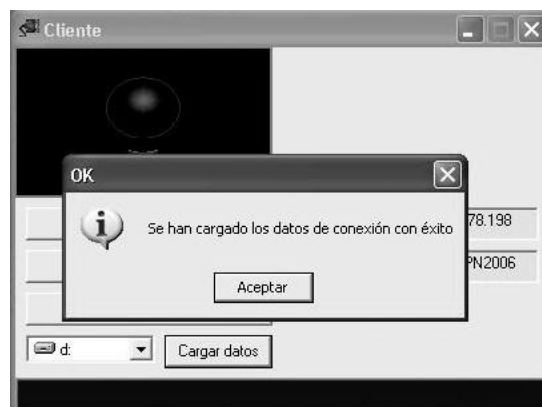 Cliente
OK
Se han cargado los datos de conexión con éxito
78.198
PN2006
Aceptar
d:
Cargar datos